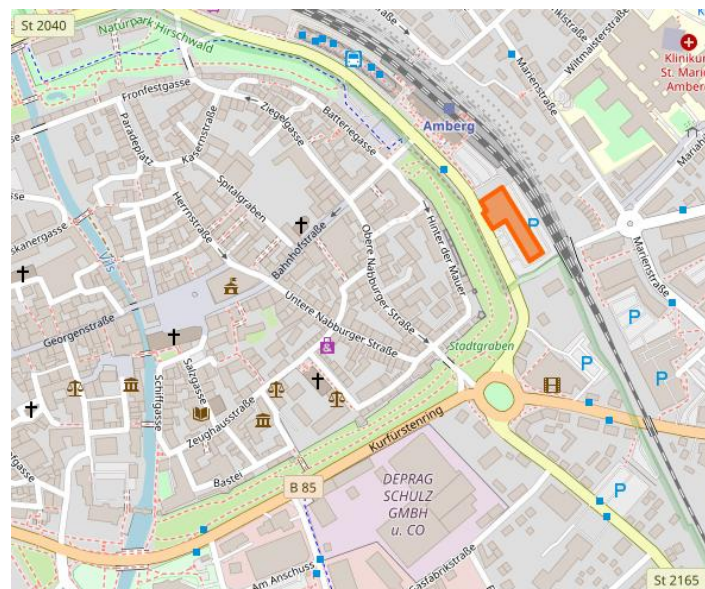 St 2040
Naturpark Hirschwald
Fronfestgasse
Ziegelgasse
Batteriegasse
Paradeplatz
Kasernstraße
Marienstraße
Wiltmaisterstraße
Klinikum
St. Marien
Amberg
Amberg
Spitalgraben
Herrnstraße
Bahnhofstraße
Obere Nabburger Straße
Hinter der Mauer
P
Marienstraße
Vils
Georgenstraße
Untere Nabburger Straße
Stadtgraben
P
P
P
Salzgasse
Schiffgasse
Zeughausstraße
Kurfürstenring
Bastei
B 85
DEPRAG
SCHULZ
GMBH
u. CO
P
Am Anschuss
St 2165